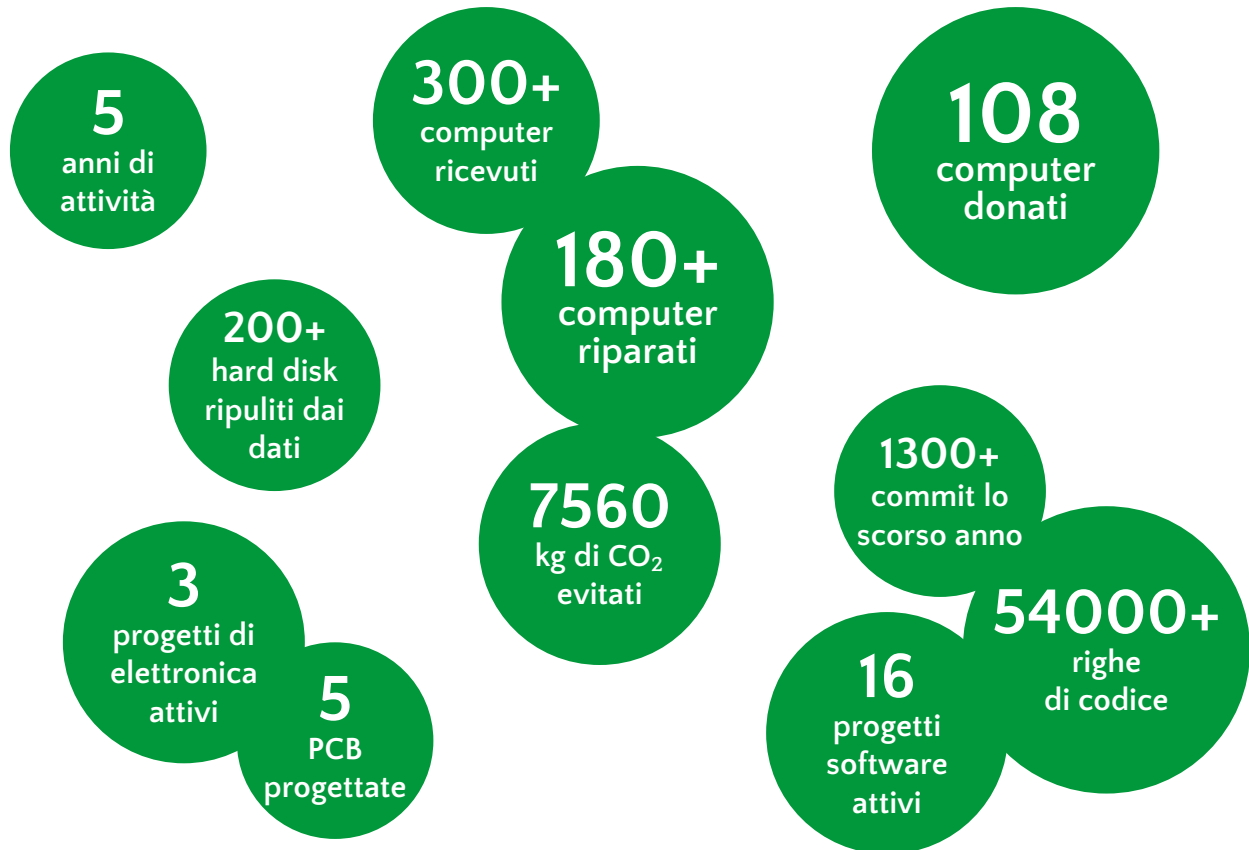 5
anni di
attività
300+
computer
ricevuti
180+
computer
riparati
108
computer
donati
200+
hard disk
ripuliti dai
dati
7560
kg di CO₂
evitati
1300+
commit lo
scorso anno
54000+
righe
di codice
16
progetti
software
attivi
3
progetti di
elettronica
attivi
5
PCB
progettate